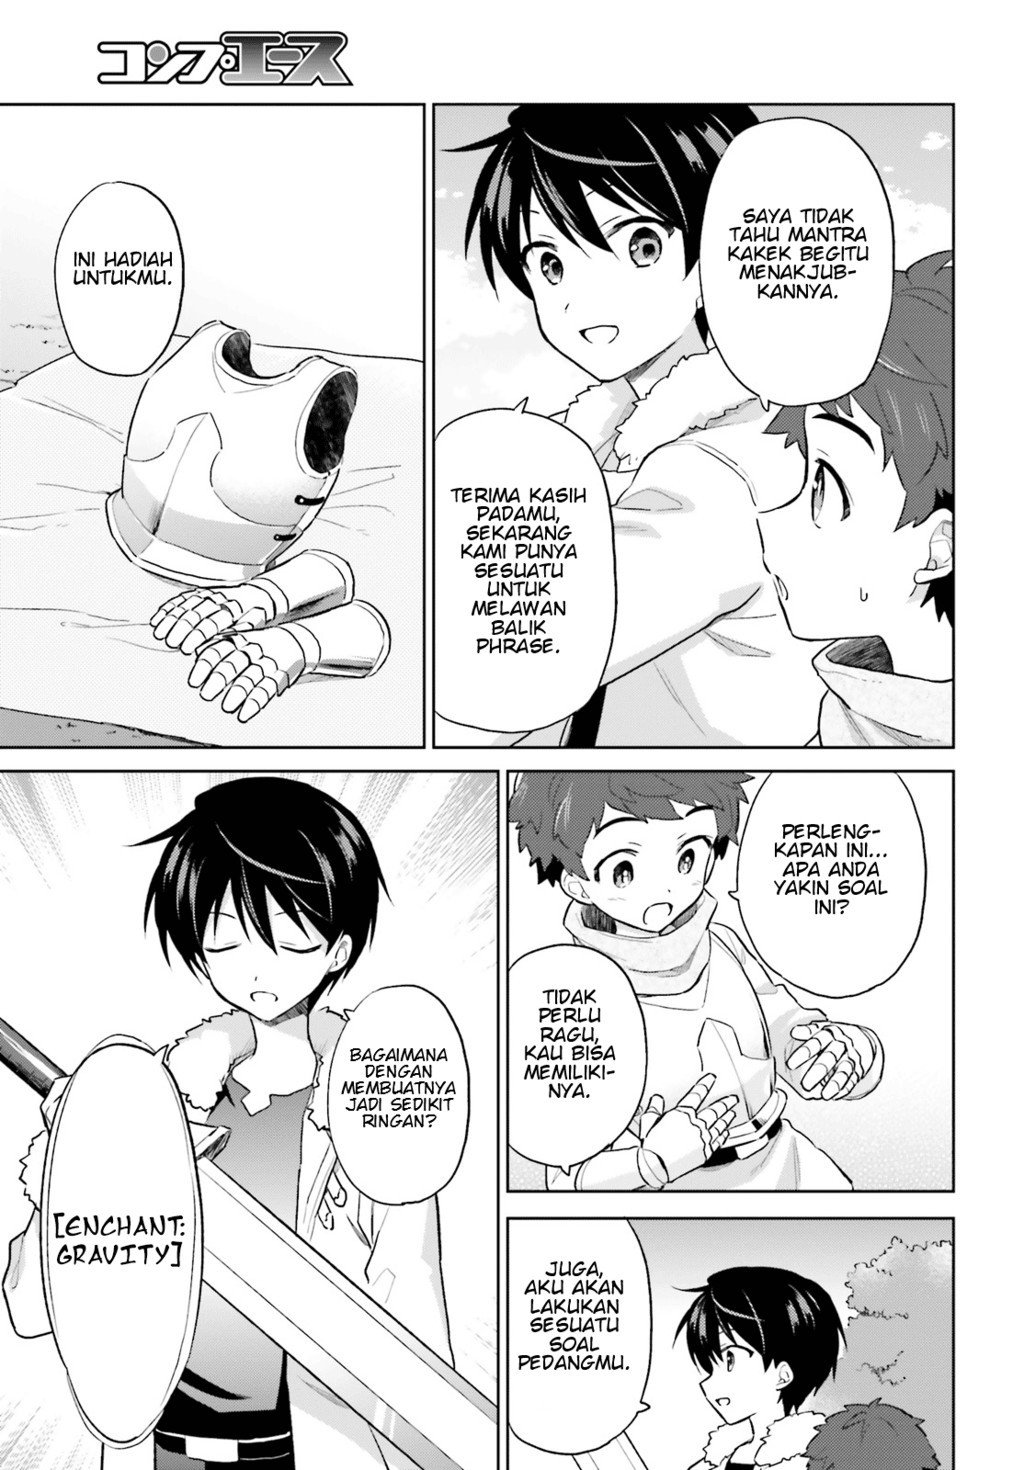 コンプエース
SAYA TIDAK
TAHU MANTRA
KAKEK BEGITU
MENAKJUB-
KANNYA.
TERIMA KASIH
PADAMU,
SEKARANG
KAMI PUNYA
SESUATU
UNTUK
MELAWAN
BALIK
PHRASE.
INI HADIAH
UNTUKMU.
PERLENG-
KAPAN INI...
APA ANDA
YAKIN SOAL
INI?
TIDAK
PERLU
RAGU,
KAU BISA
MEMILIKI-
NYA.
JUGA,
AKU AKAN
LAKUKAN
SESUATU
SOAL
PEDANGMU.
BAGAIMANA
DENGAN
MEMBUATNYA
JADI SEDIKIT
RINGAN?
[ENCHANT:
GRAVITY]